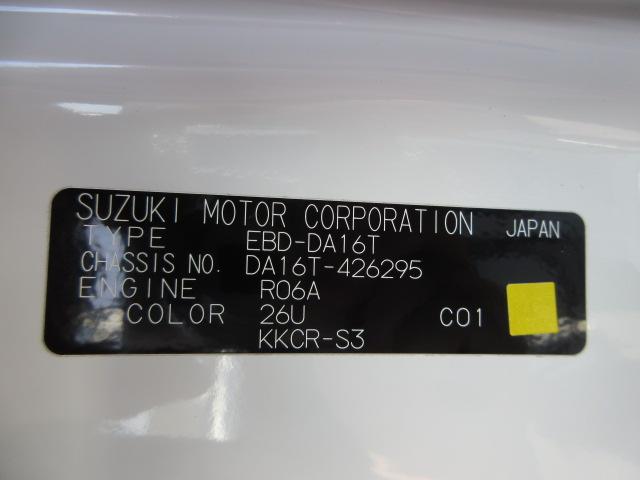 SUZUKI MOTOR CORPORATION JAPAN
TYPE EBD-DA16T
CHASSIS NO. DA16T-426295
ENGINE R06A
COLOR 26U C01
KKCR-S3